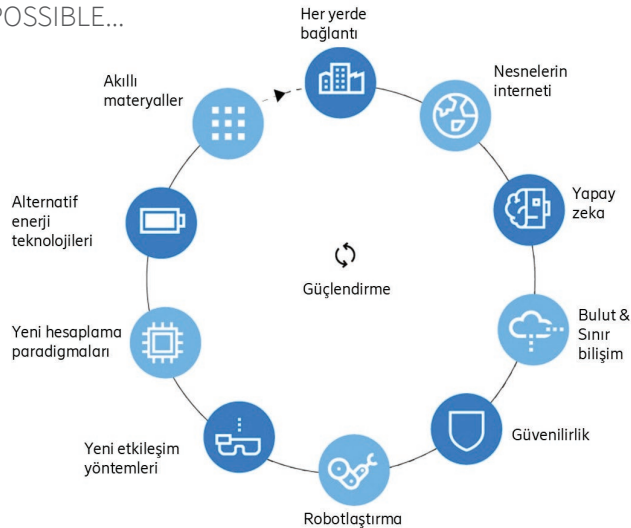 POSSIBLE...
Her yerde
bağlantı
Nesnelerin
interneti
Yapay
zeka
Bulut &
Sınır
bilişim
Güvenilirlik
Robotlaştırma
Yeni etkileşim
yöntemleri
Yeni hesaplama
paradigmaları
Alternatif
enerji
teknolojileri
Akıllı
materyaller
Güçlendirme